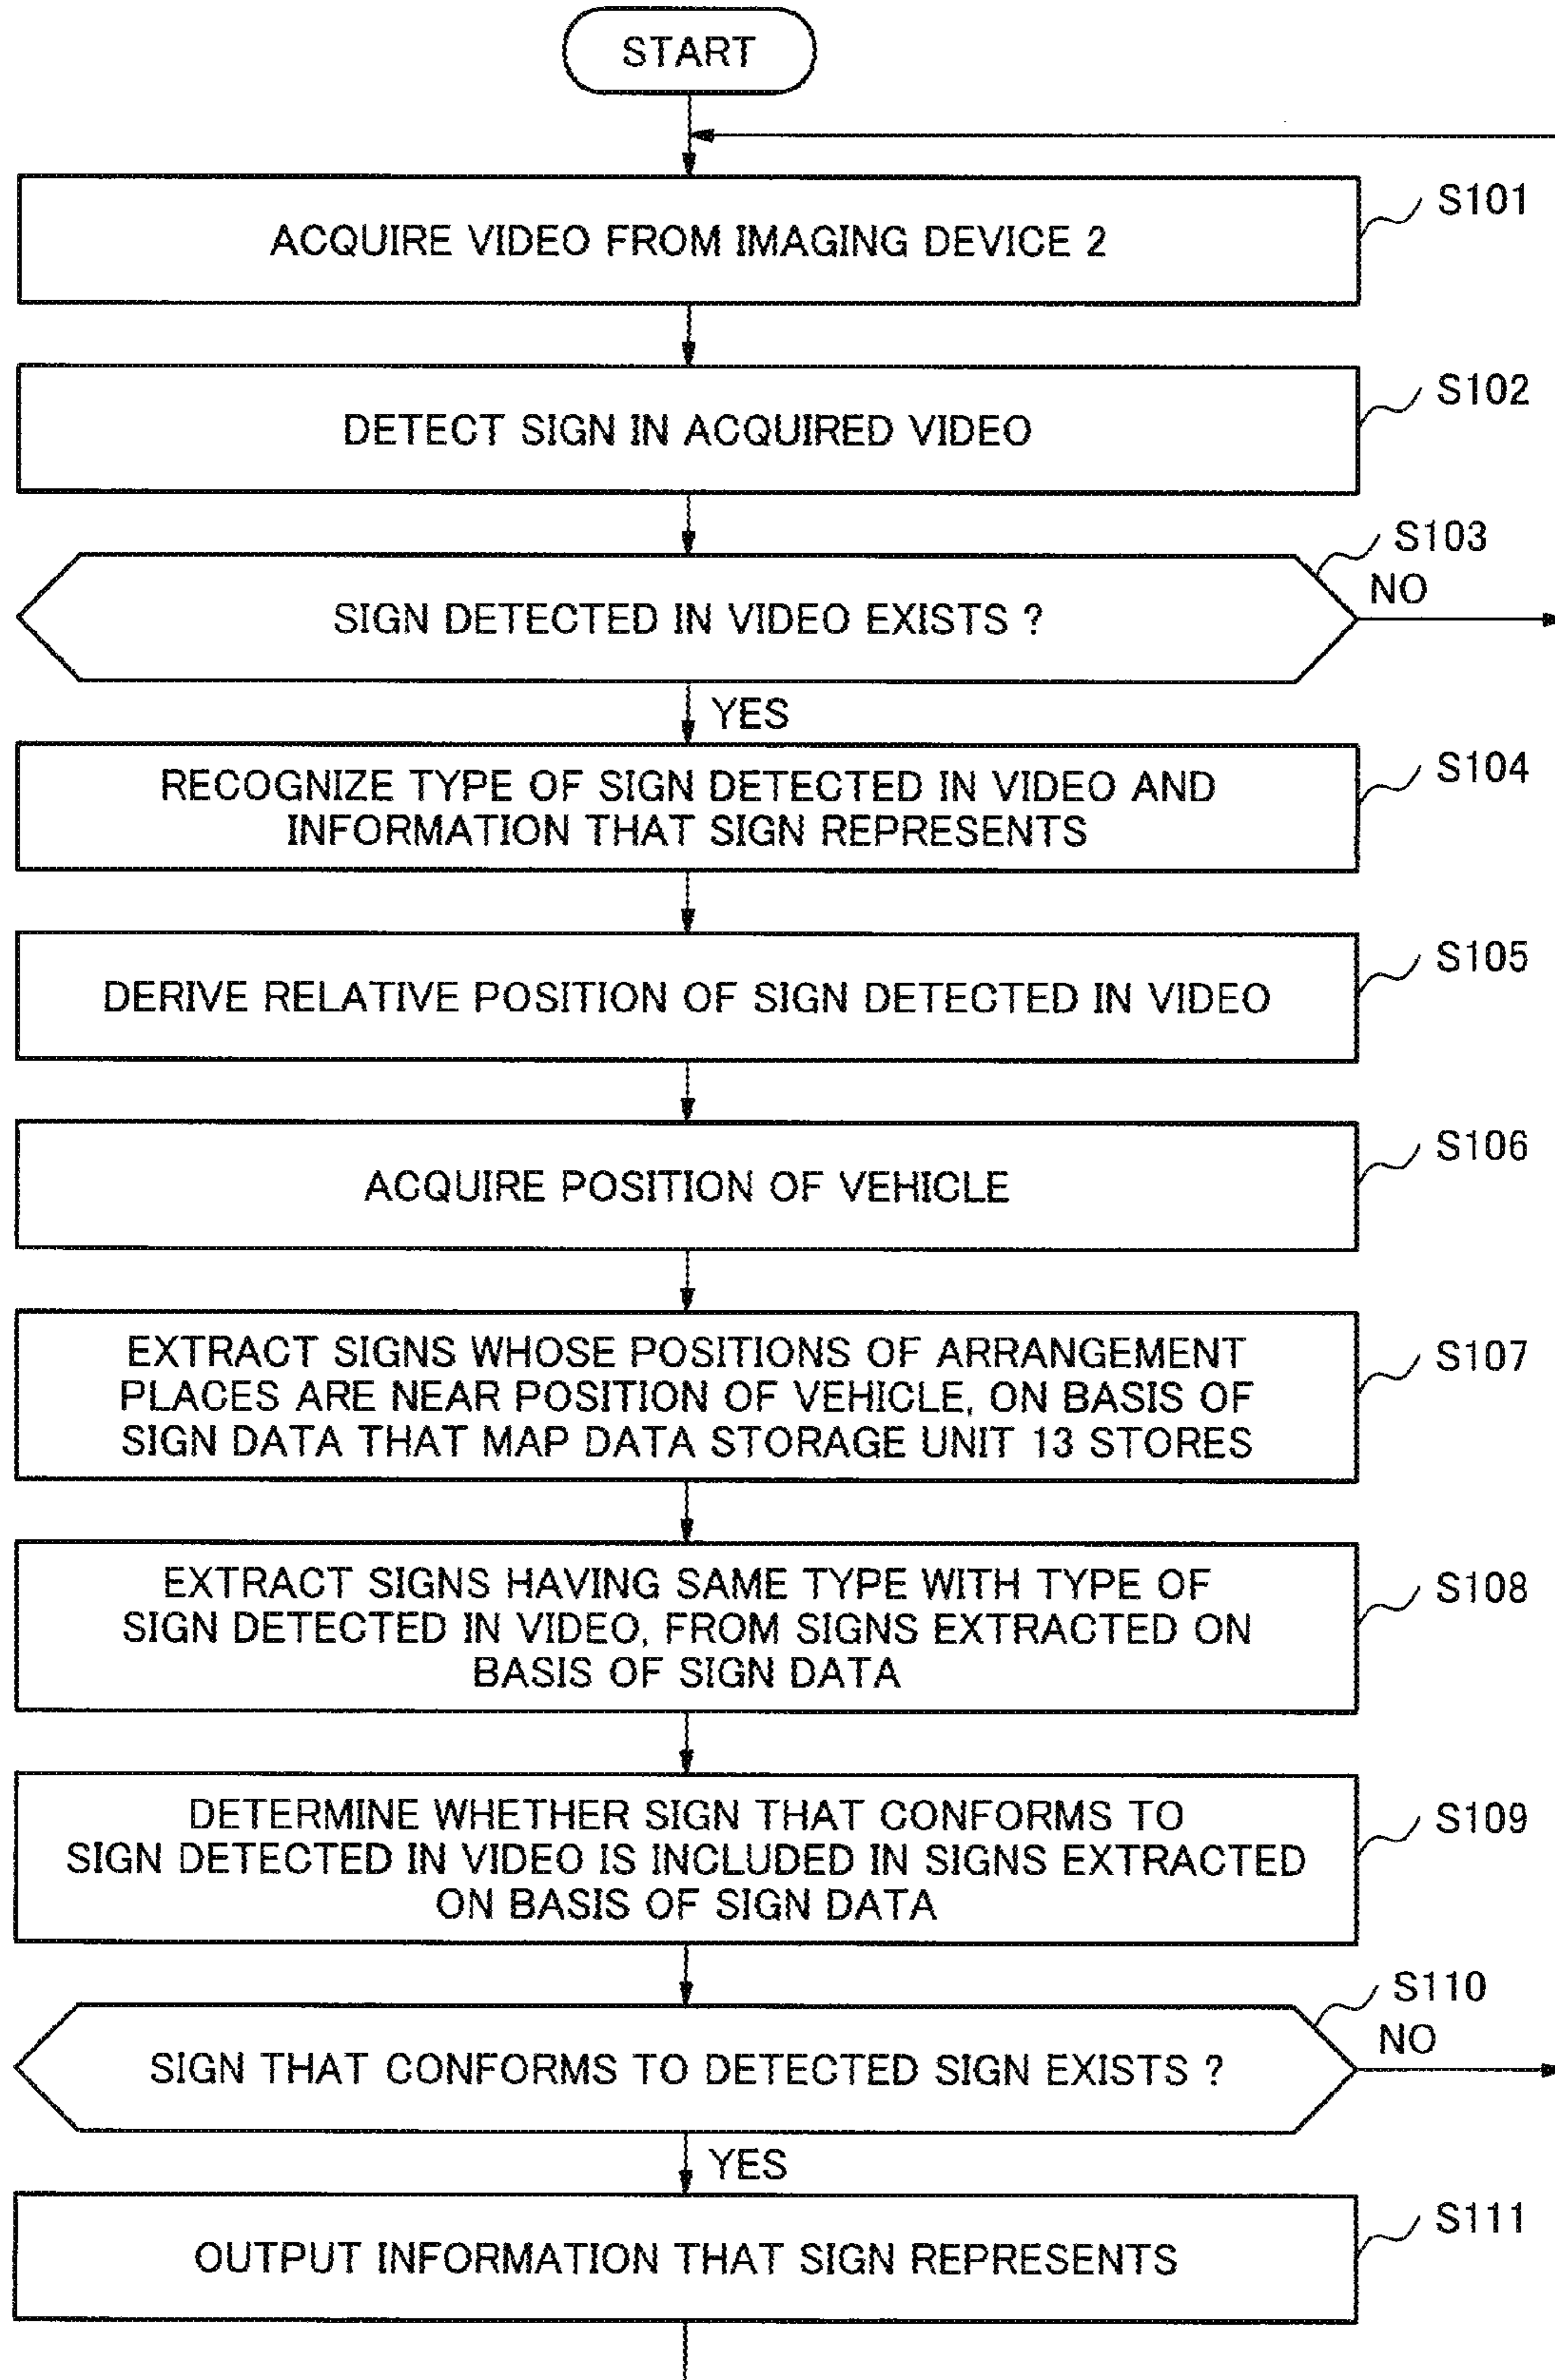 START
S101
ACQUIRE VIDEO FROM IMAGING DEVICE 2
S102
DETECT SIGN IN ACQUIRED VIDEO
S103
SIGN DETECTED IN VIDEO EXISTS ?
NO
YES
S104
RECOGNIZE TYPE OF SIGN DETECTED IN VIDEO AND
INFORMATION THAT SIGN REPRESENTS
S105
DERIVE RELATIVE POSITION OF SIGN DETECTED IN VIDEO
S106
ACQUIRE POSITION OF VEHICLE
S107
EXTRACT SIGNS WHOSE POSITIONS OF ARRANGEMENT
PLACES ARE NEAR POSITION OF VEHICLE, ON BASIS OF
SIGN DATA THAT MAP DATA STORAGE UNIT 13 STORES
S108
EXTRACT SIGNS HAVING SAME TYPE WITH TYPE OF
SIGN DETECTED IN VIDEO, FROM SIGNS EXTRACTED ON
BASIS OF SIGN DATA
S109
DETERMINE WHETHER SIGN THAT CONFORMS TO
SIGN DETECTED IN VIDEO IS INCLUDED IN SIGNS EXTRACTED
ON BASIS OF SIGN DATA
S110
SIGN THAT CONFORMS TO DETECTED SIGN EXISTS ?
NO
YES
S111
OUTPUT INFORMATION THAT SIGN REPRESENTS